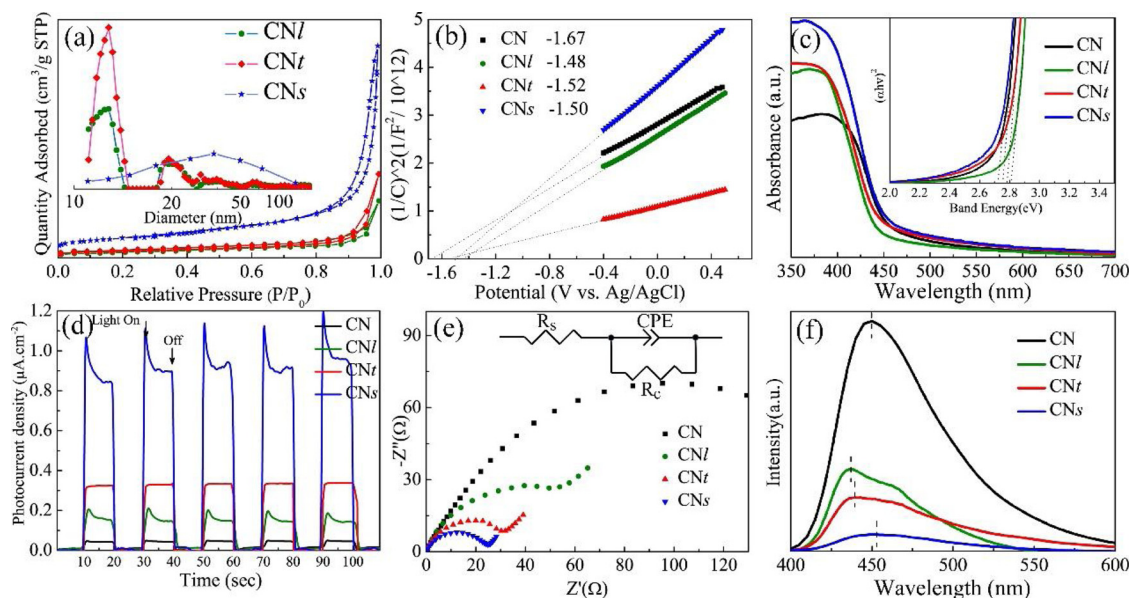 (a)
CNl
CNt
CNs
Quantity Adsorbed (cm³/g STP)
10 20 50 100
Diameter (nm)
0.0 0.2 0.4 0.6 0.8 1.0
Relative Pressure (P/P₀)
(b)
CN -1.67
CNl -1.48
CNt -1.52
CNs -1.50
(1/C)^2(1/F²/ 10^12)
5
4
3
2
1
0
-1.6 -1.2 -0.8 -0.4 0.0 0.4 0.8
Potential (V vs. Ag/AgCl)
(c)
CN
CNl
CNt
CNs
Absorbance (a.u.)
(αhv)²
2.0 2.2 2.4 2.6 2.8 3.0 3.2 3.4
Band Energy(eV)
350 400 450 500 550 600 650 700
Wavelength (nm)
(d)
Light On
Off
CN
CNl
CNt
CNs
Photocurrent density (μA.cm⁻²)
1.2
1.0
0.8
0.6
0.4
0.2
0.0
0 10 20 30 40 50 60 70 80 90 100
Time (sec)
(e)
Rs CPE
Rc
CN
CNl
CNt
CNs
-Z''(Ω)
90
60
30
0
0 20 40 60 80 100 120
Z'(Ω)
(f)
CN
CNl
CNt
CNs
Intensity(a.u.)
400 450 500 550 600
Wavelength (nm)